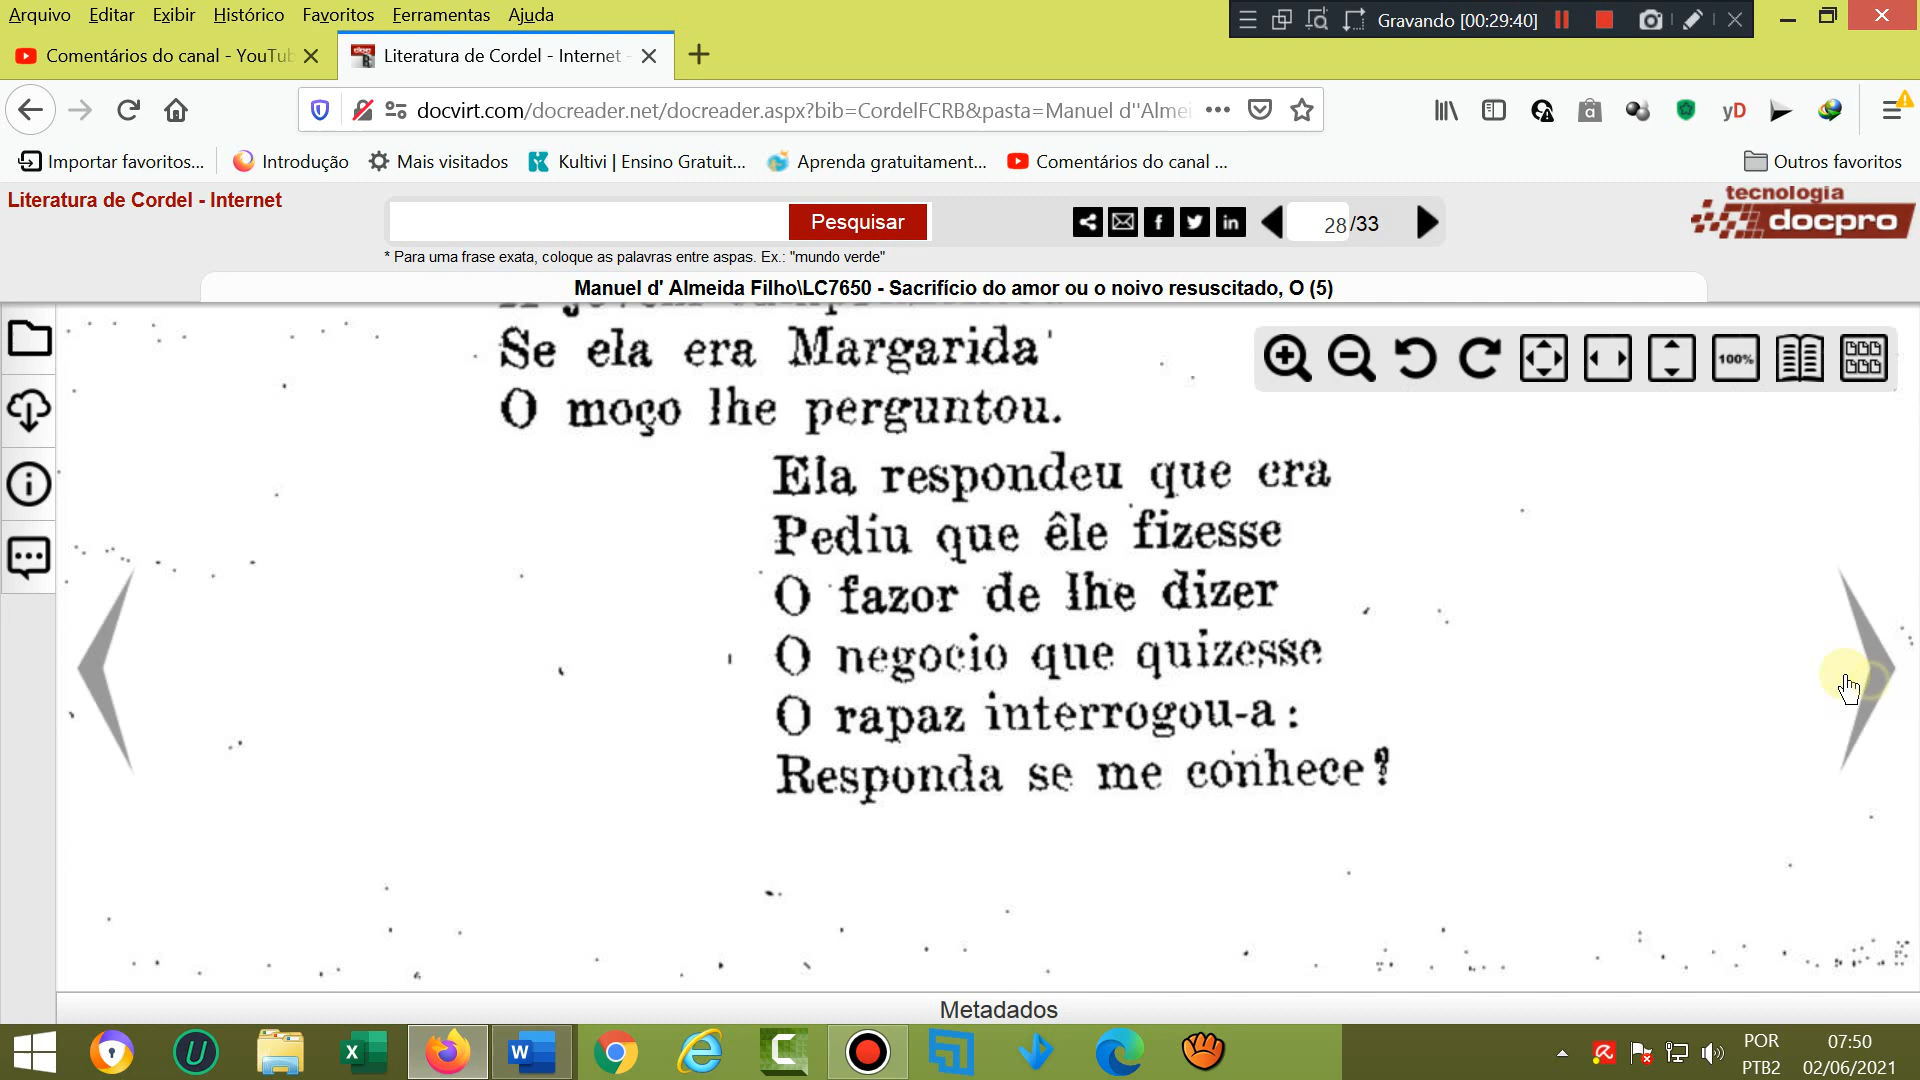 Arquivo Editar Exibir Histórico Favoritos Ferramentas Ajuda
Gravando [00:29:40]
Comentários do canal - YouTub
Literatura de Cordel - Internet -
docvirt.com/docreader.net/docreader.aspx?bib=CordelFCRB&pasta=Manuel d''Almei
yD
Importar favoritos...
Introdução
Mais visitados
Kultivi | Ensino Gratuit...
Aprenda gratuitament...
Comentários do canal ...
Outros favoritos
Literatura de Cordel - Internet
Pesquisar
28 /33
tecnologia
docpro
* Para uma frase exata, coloque as palavras entre aspas. Ex.: "mundo verde"
Manuel d' Almeida Filho\LC7650 - Sacrifício do amor ou o noivo resuscitado, O (5)
100%
Se ela era Margarida
O moço lhe perguntou.
Ela respondeu que era
Pediu que êle fizesse
O fazor de lhe dizer
O negocio que quizesse
O rapaz interrogou-a:
Responda se me conhece?
Metadados
POR
PTB2
07:50
02/06/2021